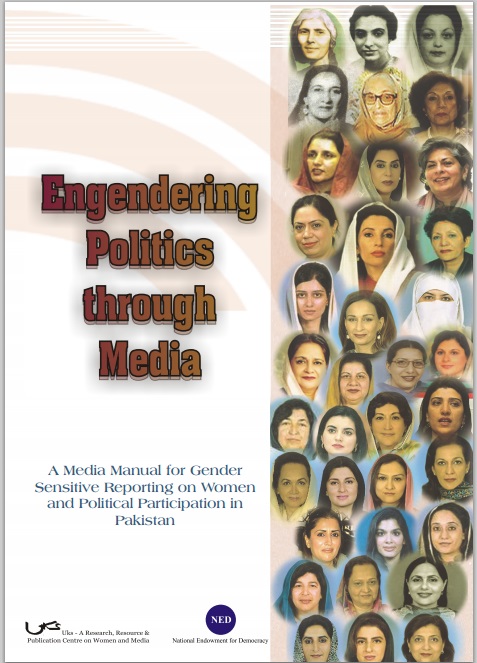 Engendering
Politics
through
Media
A Media Manual for Gender
Sensitive Reporting on Women
and Political Participation in
Pakistan
Uks
Uks - A Research, Resource &
Publication Centre on Women and Media
NED
National Endowment for Democracy